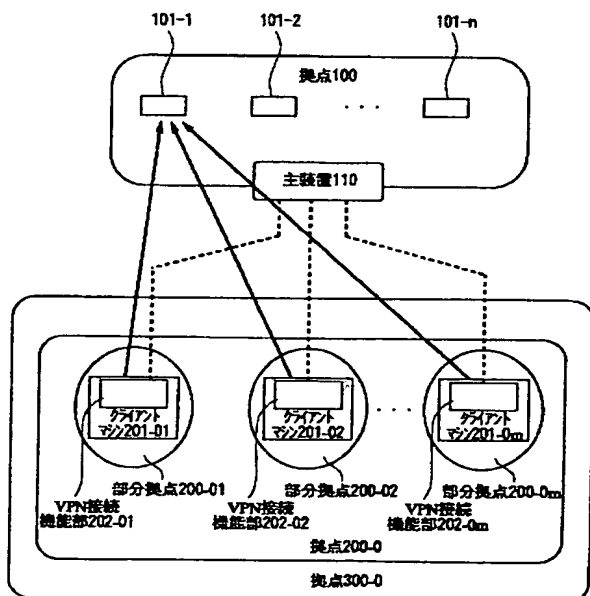 101-1
101-2
101-n
拠点100
・・・
主装置110
クライアント
マシン201-01
クライアント
マシン201-02
・・・
クライアント
マシン201-0m
部分拠点200-01
部分拠点200-02
部分拠点200-0m
VPN接続
機能部202-01
VPN接続
機能部202-02
VPN接続
機能部202-0m
拠点200-0
拠点300-0